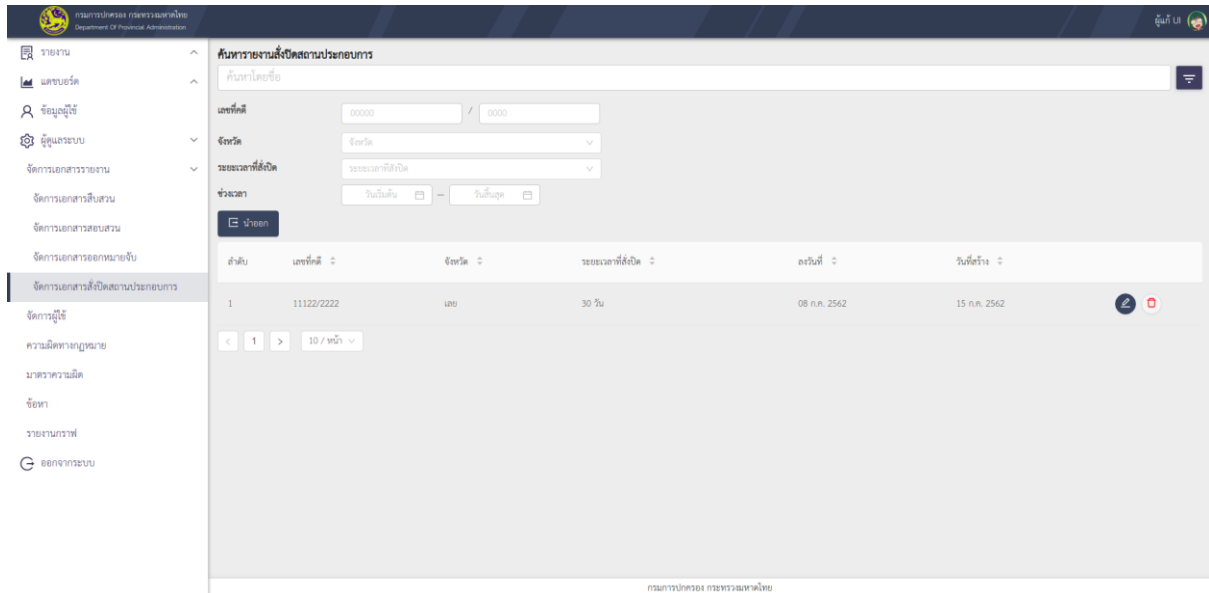 กรมการปกครอง กระทรวงมหาดไทย
Department Of Provincial Administration
ผู้แก้ UI
รายงาน
แดชบอร์ด
ข้อมูลผู้ใช้
ผู้ดูแลระบบ
จัดการเอกสารรายงาน
จัดการเอกสารสืบสวน
จัดการเอกสารสอบสวน
จัดการเอกสารออกหมายจับ
จัดการเอกสารสั่งปิดสถานประกอบการ
จัดการผู้ใช้
ความผิดทางกฎหมาย
มาตราความผิด
ข้อหา
รายงานกราฟ
ออกจากระบบ
ค้นหารายงานสั่งปิดสถานประกอบการ
ค้นหาโดยชื่อ
เลขที่คดี 00000 / 0000
จังหวัด จังหวัด
ระยะเวลาที่สั่งปิด ระยะเวลาที่สั่งปิด
ช่วงเวลา วันเริ่มต้น – วันสิ้นสุด
นำออก
ลำดับ เลขที่คดี จังหวัด ระยะเวลาที่สั่งปิด ลงวันที่ วันที่สร้าง
1 11122/2222 เลย 30 วัน 08 ก.ค. 2562 15 ก.ค. 2562
< 1 > 10 / หน้า
กรมการปกครอง กระทรวงมหาดไทย